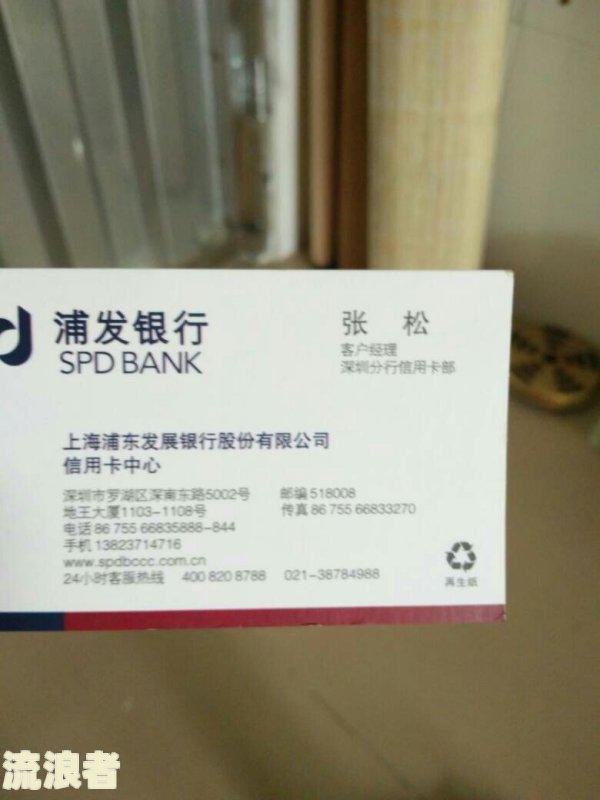 浦发银行
SPD BANK
张 松
客户经理
深圳分行信用卡部
上海浦东发展银行股份有限公司
信用卡中心
深圳市罗湖区深南东路5002号 邮编 518008
地王大厦1103-1108号 传真 86 755 66833270
电话 86 755 66835888-844
手机 13823714716
www.spdbccc.com.cn
24小时客服热线 400 820 8788 021-38784988
再生纸
流浪者